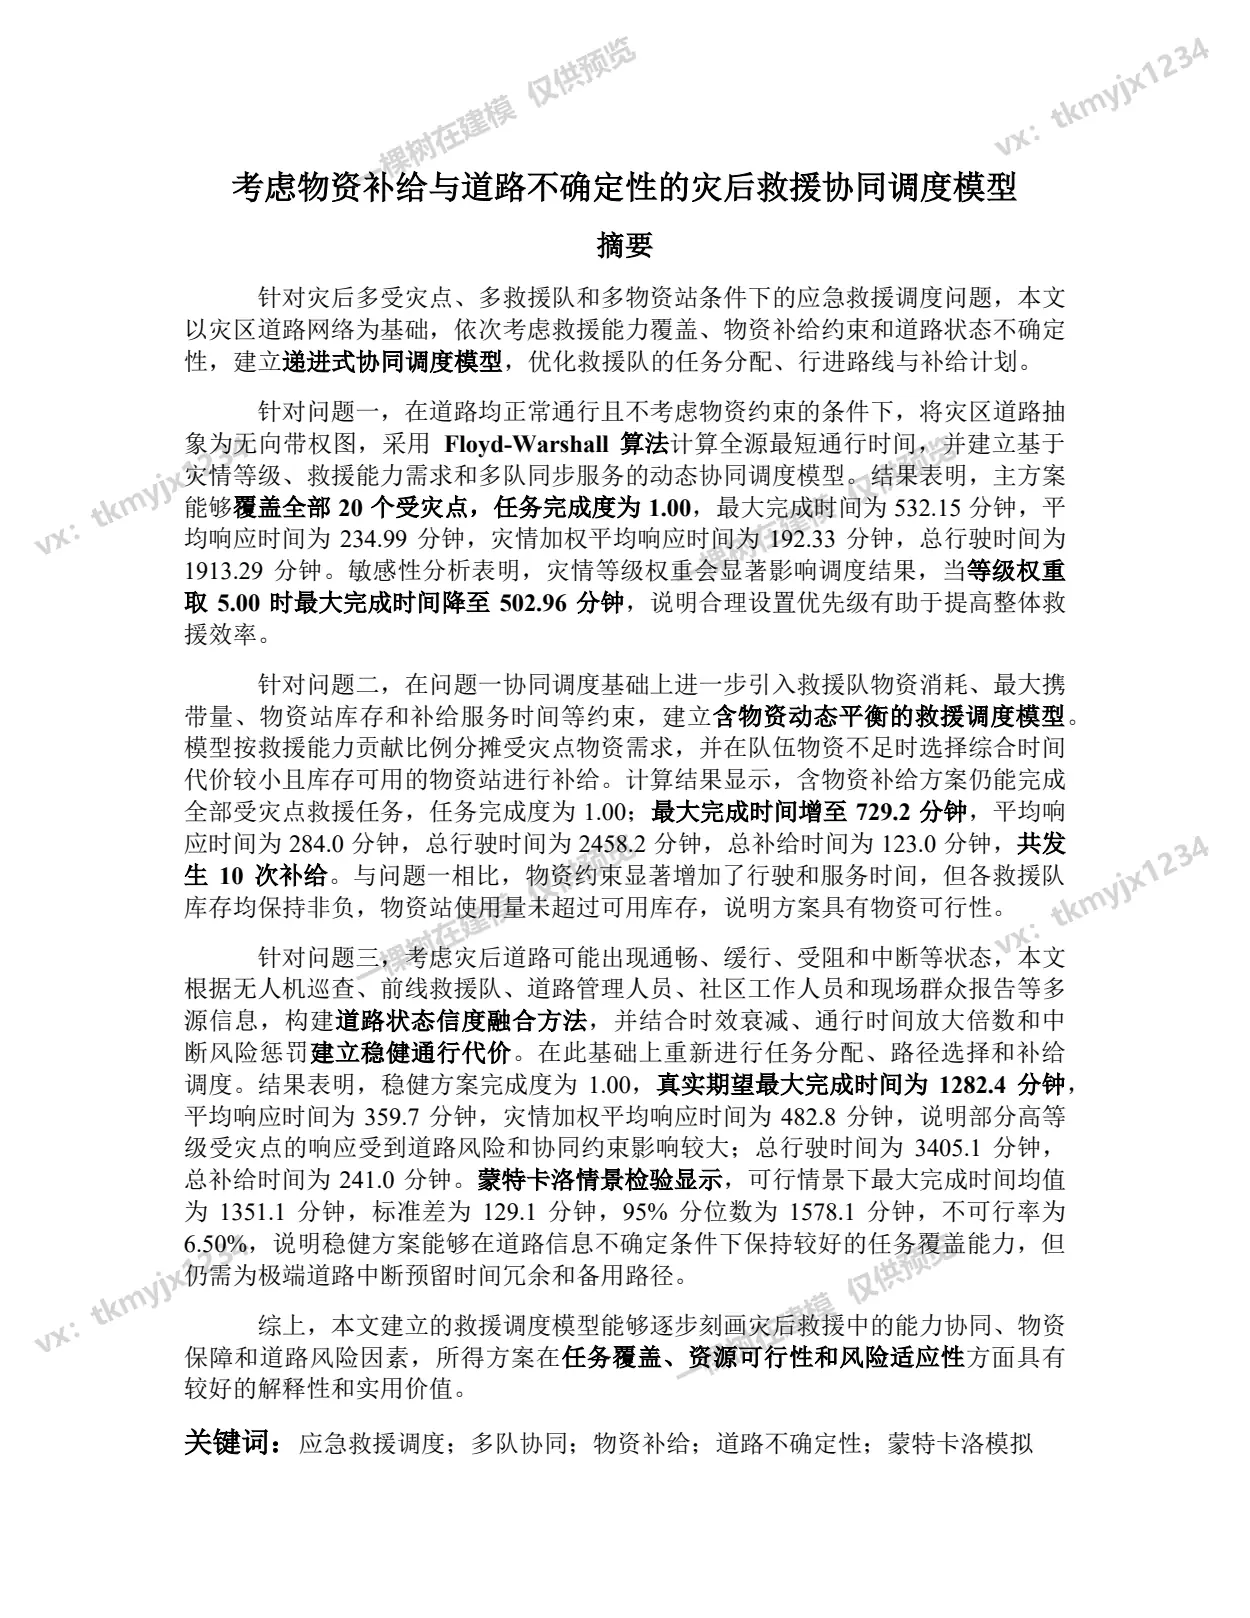 一棵树在建模 仅供预览
vx: tkmyjx1234
考虑物资补给与道路不确定性的灾后救援协同调度模型
摘要
针对灾后多受灾点、多救援队和多物资站条件下的应急救援调度问题，本文
以灾区道路网络为基础，依次考虑救援能力覆盖、物资补给约束和道路状态不确定
性，建立递进式协同调度模型，优化救援队的任务分配、行进路线与补给计划。
针对问题一，在道路均正常通行且不考虑物资约束的条件下，将灾区道路抽
象为无向带权图，采用 Floyd-Warshall 算法计算全源最短通行时间，并建立基于
灾情等级、救援能力需求和多队同步服务的动态协同调度模型。结果表明，主方案
能够覆盖全部 20 个受灾点，任务完成度为 1.00，最大完成时间为 532.15 分钟，平
均响应时间为 234.99 分钟，灾情加权平均响应时间为 192.33 分钟，总行驶时间为
1913.29 分钟。敏感性分析表明，灾情等级权重会显著影响调度结果，当等级权重
取 5.00 时最大完成时间降至 502.96 分钟，说明合理设置优先级有助于提高整体救
援效率。
vx: tkmyjx1234
一棵树在建模 仅供预览
针对问题二，在问题一协同调度基础上进一步引入救援队物资消耗、最大携
带量、物资站库存和补给服务时间等约束，建立含物资动态平衡的救援调度模型。
模型按救援能力贡献比例分摊受灾点物资需求，并在队伍物资不足时选择综合时间
代价较小且库存可用的物资站进行补给。计算结果显示，含物资补给方案仍能完成
全部受灾点救援任务，任务完成度为 1.00；最大完成时间增至 729.2 分钟，平均响
应时间为 284.0 分钟，总行驶时间为 2458.2 分钟，总补给时间为 123.0 分钟，共发
生 10 次补给。与问题一相比，物资约束显著增加了行驶和服务时间，但各救援队
库存均保持非负，物资站使用量未超过可用库存，说明方案具有物资可行性。
一棵树在建模 仅供预览
vx: tkmyjx1234
针对问题三，考虑灾后道路可能出现通畅、缓行、受阻和中断等状态，本文
根据无人机巡查、前线救援队、道路管理人员、社区工作人员和现场群众报告等多
源信息，构建道路状态信度融合方法，并结合时效衰减、通行时间放大倍数和中
断风险惩罚建立稳健通行代价。在此基础上重新进行任务分配、路径选择和补给
调度。结果表明，稳健方案完成度为 1.00，真实期望最大完成时间为 1282.4 分钟，
平均响应时间为 359.7 分钟，灾情加权平均响应时间为 482.8 分钟，说明部分高等
级受灾点的响应受到道路风险和协同约束影响较大；总行驶时间为 3405.1 分钟，
总补给时间为 241.0 分钟。蒙特卡洛情景检验显示，可行情景下最大完成时间均值
为 1351.1 分钟，标准差为 129.1 分钟，95% 分位数为 1578.1 分钟，不可行率为
6.50%，说明稳健方案能够在道路信息不确定条件下保持较好的任务覆盖能力，但
仍需为极端道路中断预留时间冗余和备用路径。
vx: tkmyjx1234
一棵树在建模 仅供预览
综上，本文建立的救援调度模型能够逐步刻画灾后救援中的能力协同、物资
保障和道路风险因素，所得方案在任务覆盖、资源可行性和风险适应性方面具有
较好的解释性和实用价值。
关键词：应急救援调度；多队协同；物资补给；道路不确定性；蒙特卡洛模拟